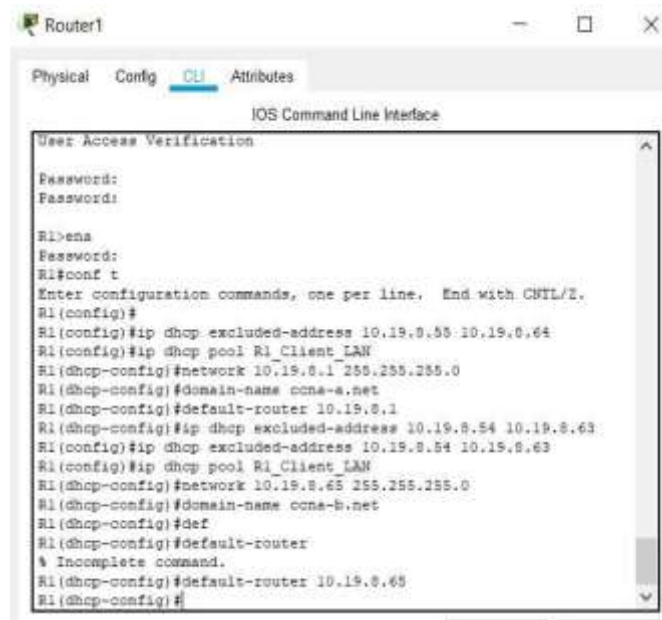 Router1
Physical Config CLI Attributes
IOS Command Line Interface
User Access Verification
Password:
Password:
R1>ena
Password:
R1#conf t
Enter configuration commands, one per line. End with CNTL/Z.
R1(config)#
R1(config)#ip dhcp excluded-address 10.19.8.55 10.19.8.64
R1(config)#ip dhcp pool R1_Client_LAN
R1(dhcp-config)#network 10.19.8.1 255.255.255.0
R1(dhcp-config)#domain-name ccna-a.net
R1(dhcp-config)#default-router 10.19.8.1
R1(dhcp-config)#ip dhcp excluded-address 10.19.8.54 10.19.8.63
R1(config)#ip dhcp excluded-address 10.19.8.54 10.19.8.63
R1(config)#ip dhcp pool R1_Client_LAN
R1(dhcp-config)#network 10.19.8.65 255.255.255.0
R1(dhcp-config)#domain-name ccna-b.net
R1(dhcp-config)#def
R1(dhcp-config)#default-router
% Incomplete command.
R1(dhcp-config)#default-router 10.19.8.65
R1(dhcp-config)#